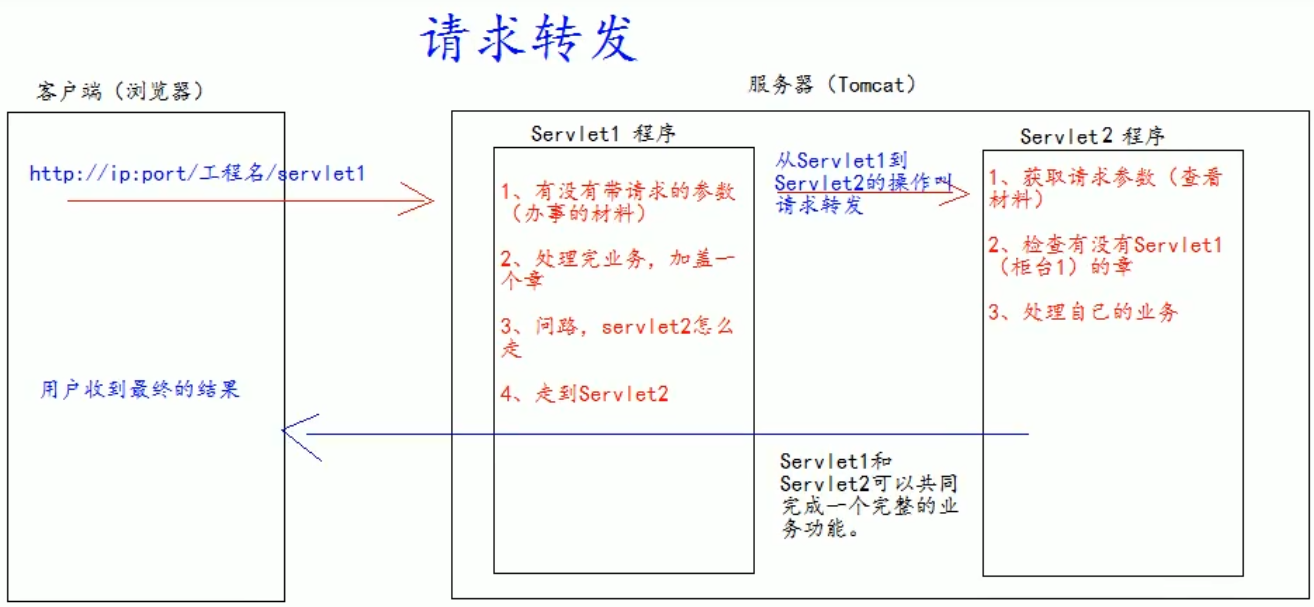 请求转发
客户端（浏览器）
服务器（Tomcat）
http://ip:port/工程名/servlet1
用户收到最终的结果
Servlet1 程序
1、有没有带请求的参数
（办事的材料）
2、处理完业务，加盖一
个章
3、问路，servlet2怎么
走
4、走到Servlet2
从Servlet1到
Servlet2的操作叫
请求转发
Servlet2 程序
1、获取请求参数（查看
材料）
2、检查有没有Servlet1
（柜台1）的章
3、处理自己的业务
Servlet1和
Servlet2可以共同
完成一个完整的业
务功能。